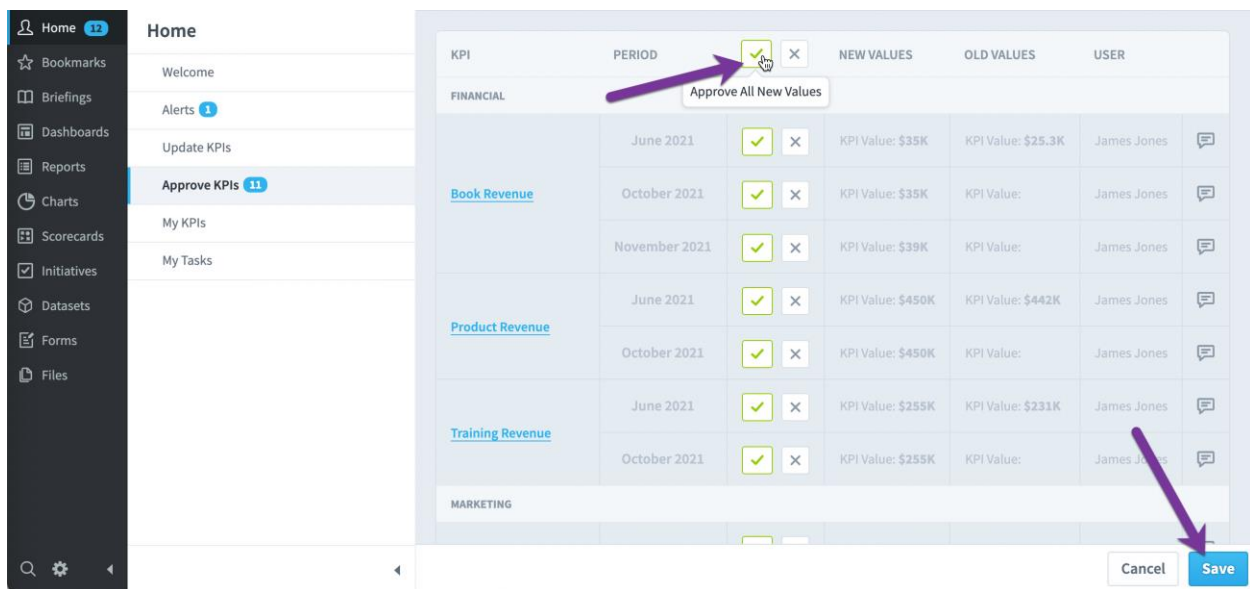 Home 12
Bookmarks
Briefings
Dashboards
Reports
Charts
Scorecards
Initiatives
Datasets
Forms
Files
Home
Welcome
Alerts 1
Update KPIs
Approve KPIs 11
My KPIs
My Tasks
KPI PERIOD NEW VALUES OLD VALUES USER
Approve All New Values
FINANCIAL
June 2021 KPI Value: $35K KPI Value: $25.3K James Jones
Book Revenue October 2021 KPI Value: $35K KPI Value: James Jones
November 2021 KPI Value: $39K KPI Value: James Jones
June 2021 KPI Value: $450K KPI Value: $442K James Jones
Product Revenue
October 2021 KPI Value: $450K KPI Value: James Jones
June 2021 KPI Value: $255K KPI Value: $231K James Jones
Training Revenue
October 2021 KPI Value: $255K KPI Value: James Jones
MARKETING
Cancel Save